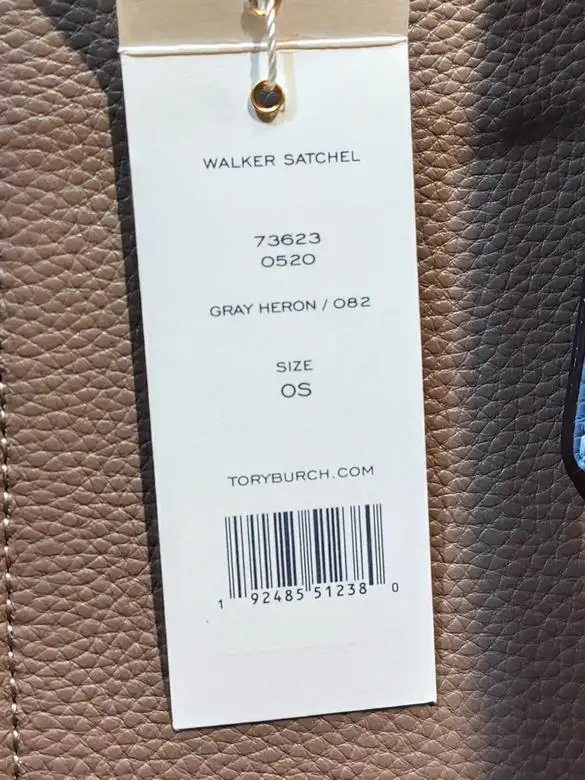 WALKER SATCHEL
73623
0520
GRAY HERON / 082
SIZE
OS
TORYBURCH.COM
1 92485 51238 0